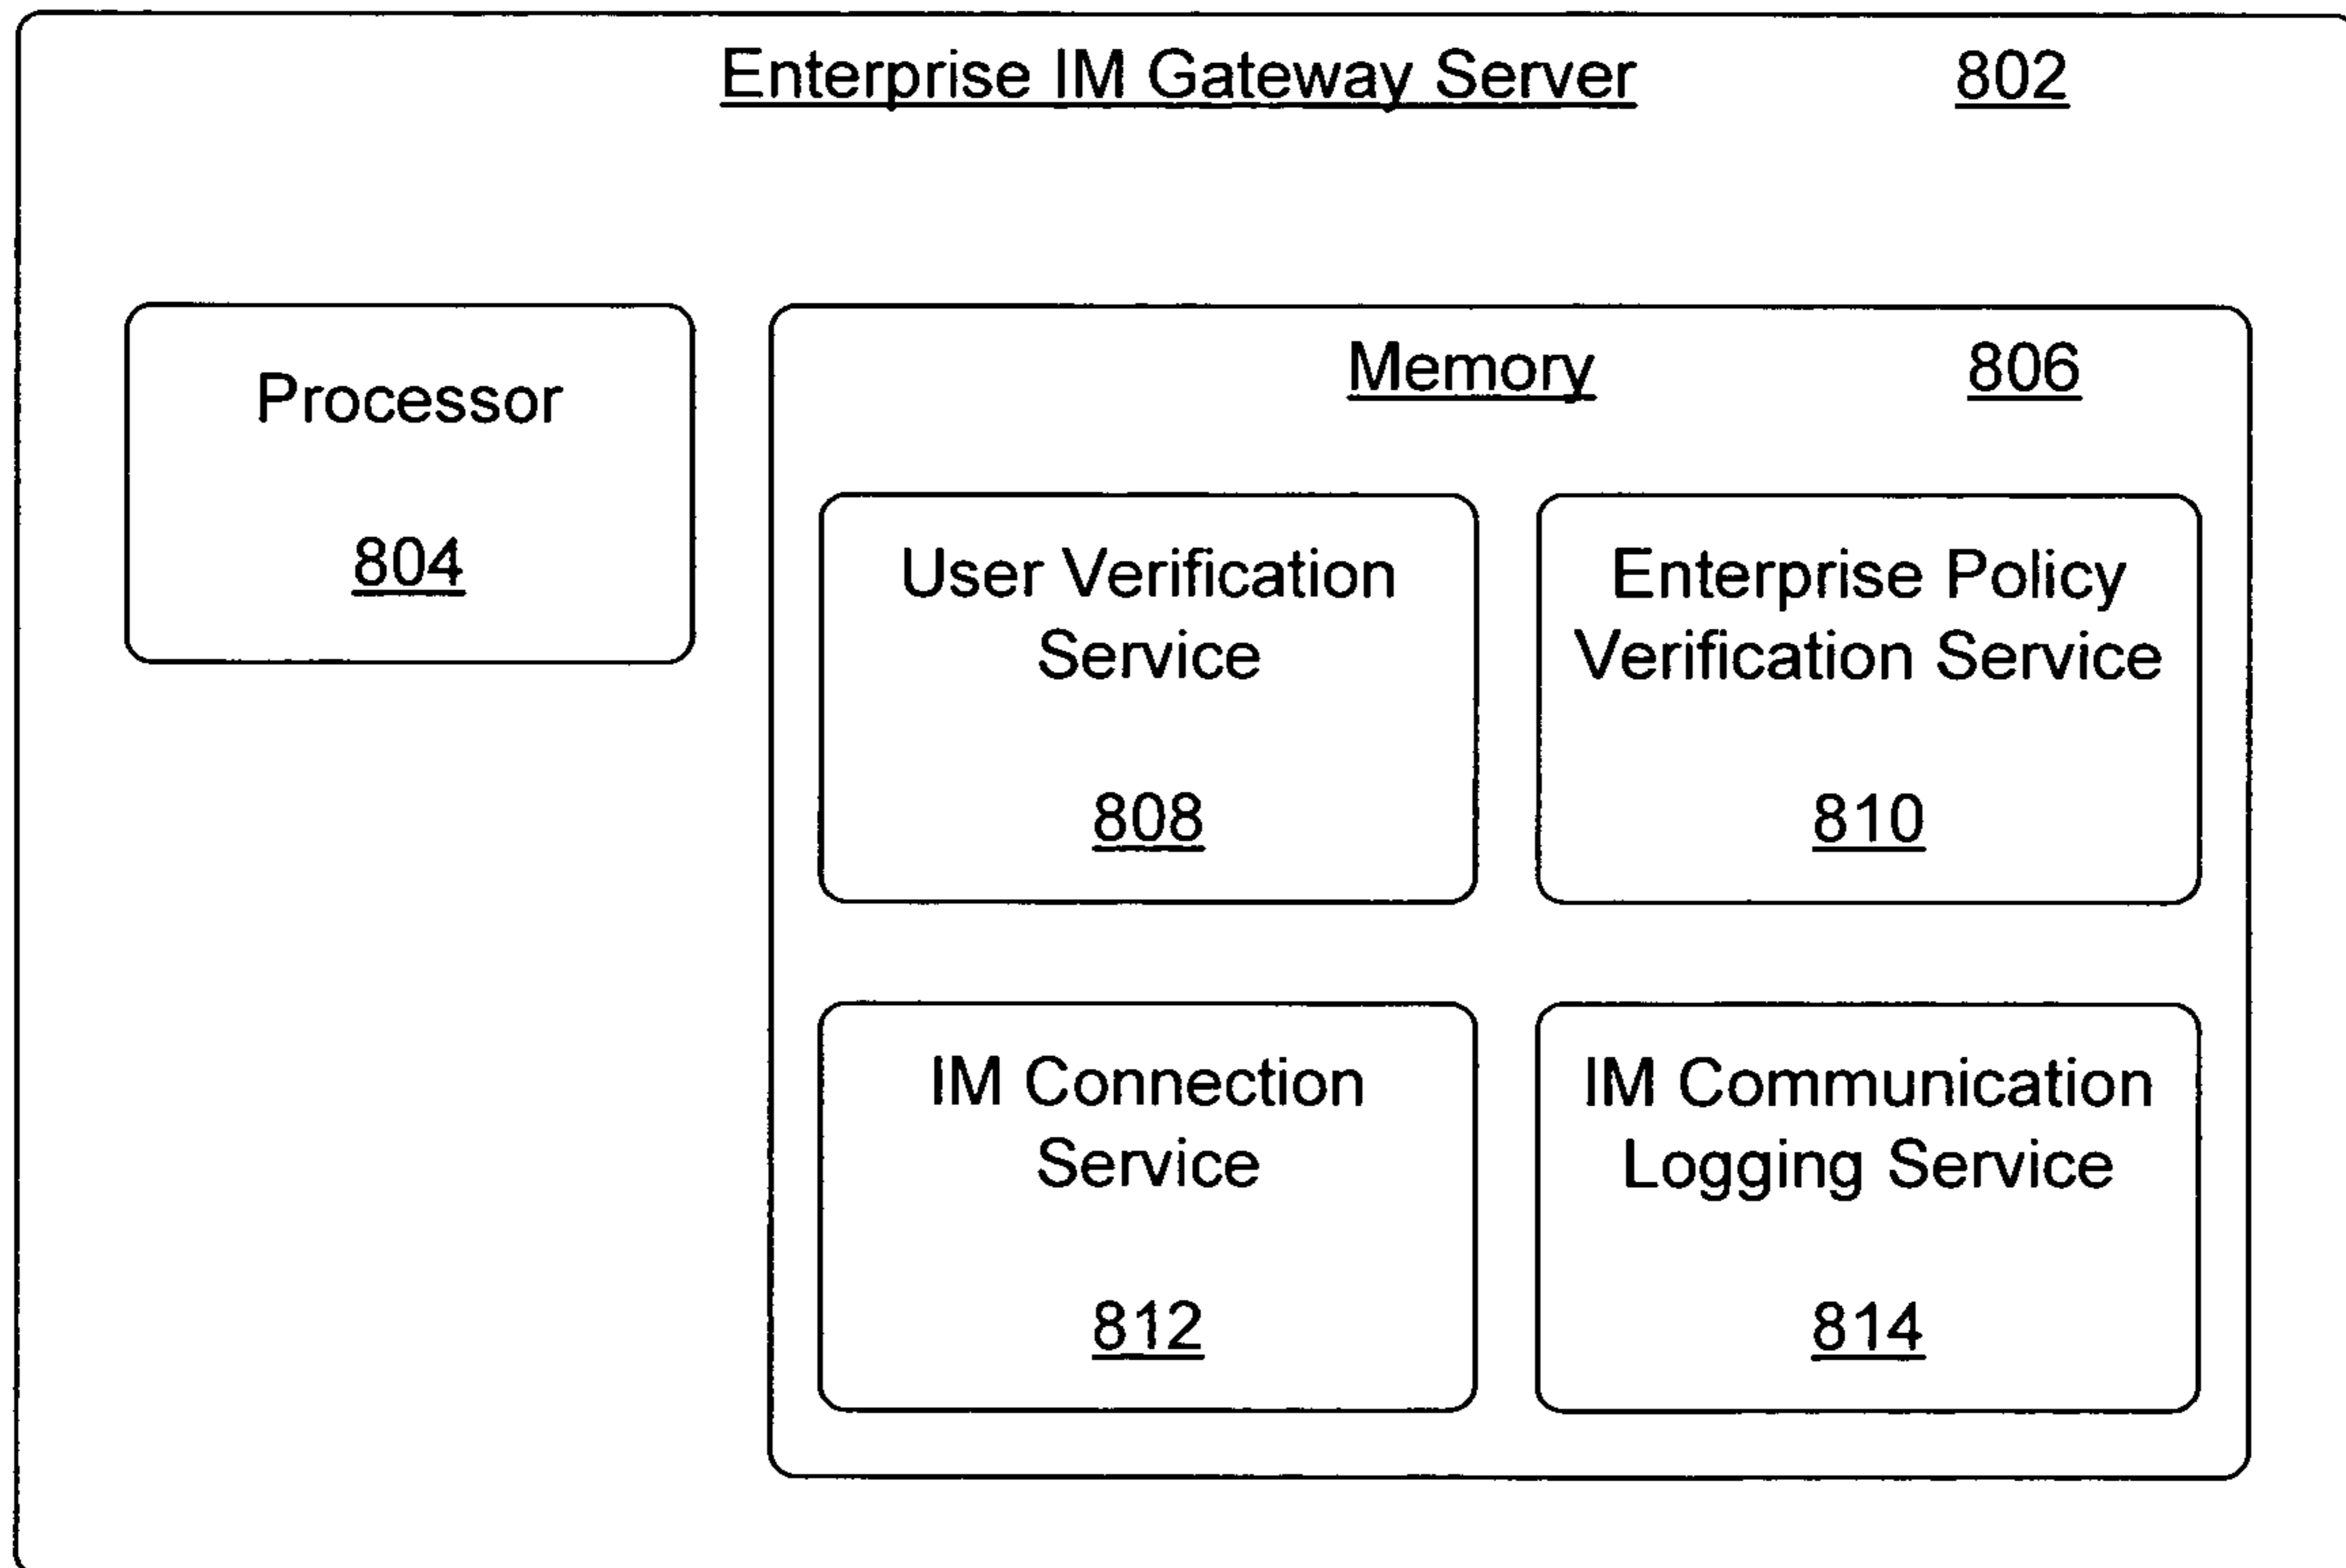 Enterprise IM Gateway Server 802
Processor
804
Memory 806
User Verification
Service
808
Enterprise Policy
Verification Service
810
IM Connection
Service
812
IM Communication
Logging Service
814